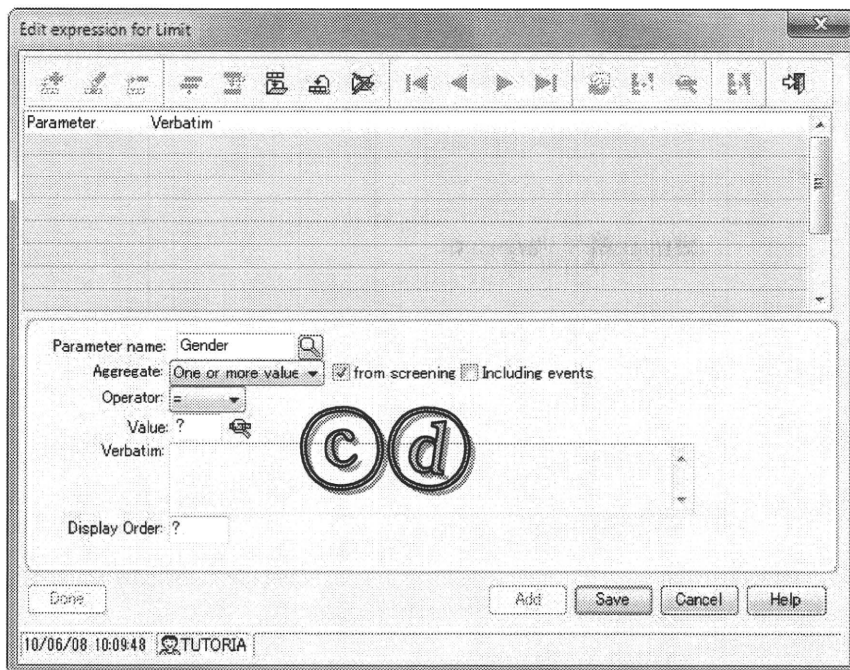 Edit expression for Limit
Parameter Verbatim
Parameter name: Gender
Aggregate: One or more value from screening Including events
Operator: =
Value: ?
Verbatim:
c d
Display Order: ?
Done Add Save Cancel Help
10/06/08 10:09:48 TUTORIA